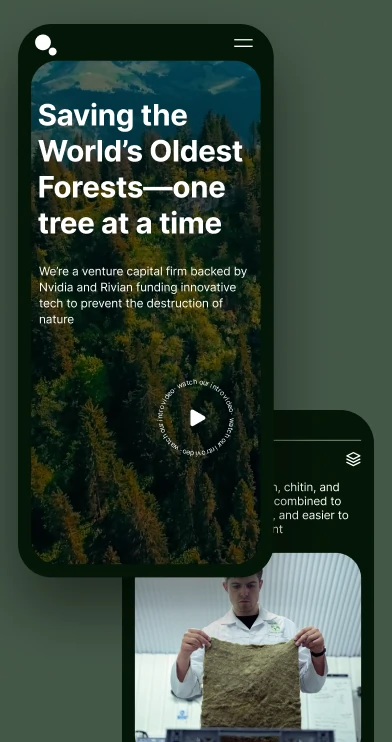 Saving the
World’s Oldest
Forests—one
tree at a time
We’re a venture capital firm backed by
Nvidia and Rivian funding innovative
tech to prevent the destruction of
nature
watch our intro video · watch our intro video ·
chitin, and
combined to
, and easier to